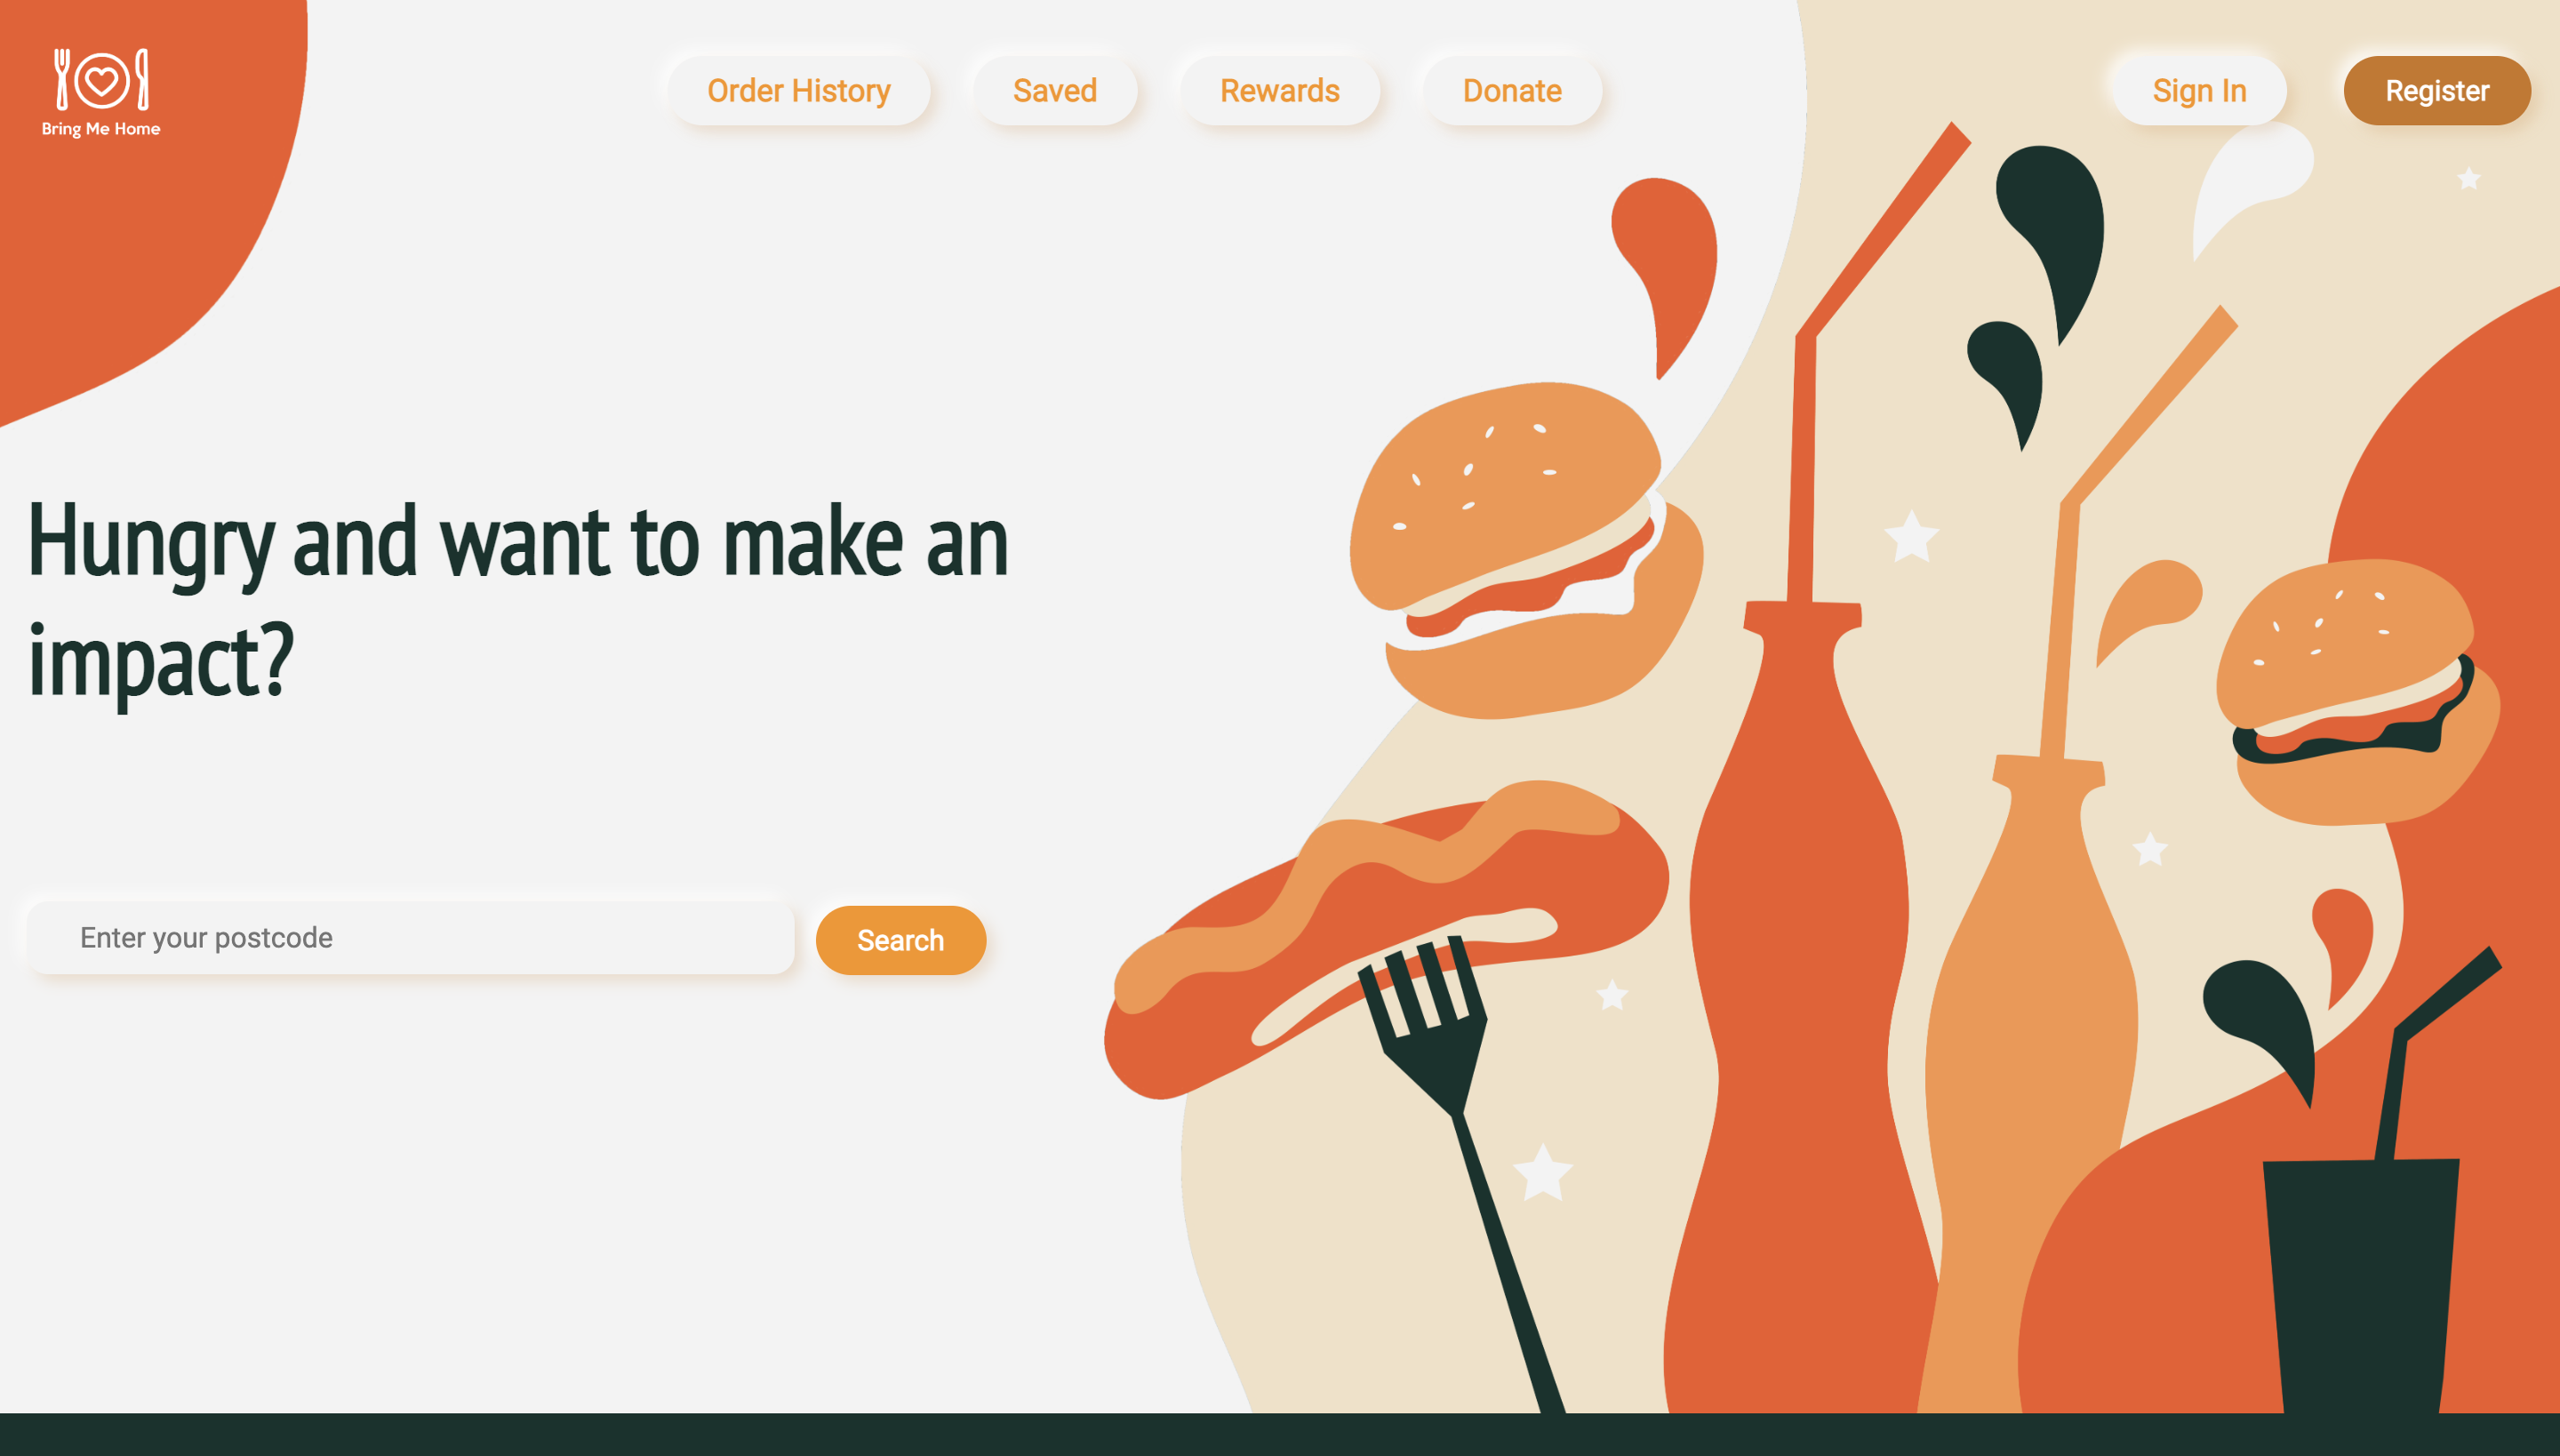 Bring Me Home
Order History
Saved
Rewards
Donate
Sign In
Register
Hungry and want to make an
impact?
Enter your postcode
Search